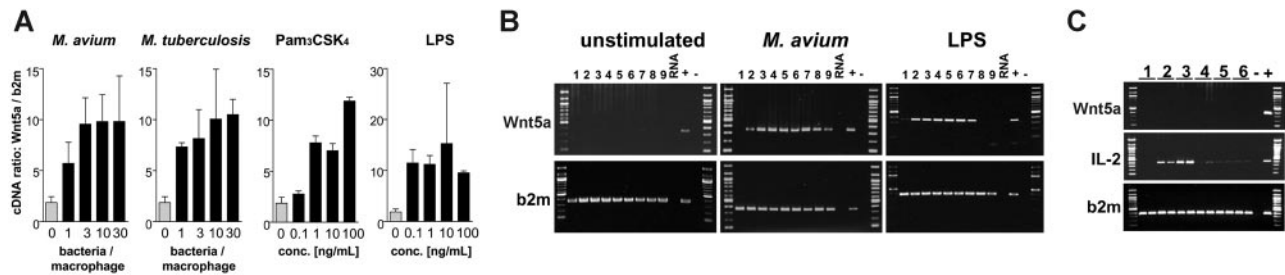 A
M. avium
M. tuberculosis
Pam3CSK4
LPS
cDNA ratio: Wnt5a / b2m
15
10
5
0
0 1 3 10 30
bacteria /
macrophage
15
10
5
0
0 1 3 10 30
bacteria /
macrophage
15
10
5
0
0 0.1 1 10 100
conc. [ng/mL]
30
20
10
0
0 0.1 1 10 100
conc. [ng/mL]
B
unstimulated
M. avium
LPS
1 2 3 4 5 6 7 8 9 RNA + -
1 2 3 4 5 6 7 8 9 RNA + -
1 2 3 4 5 6 7 8 9 RNA + -
Wnt5a
b2m
C
1 2 3 4 5 6 - +
Wnt5a
IL-2
b2m